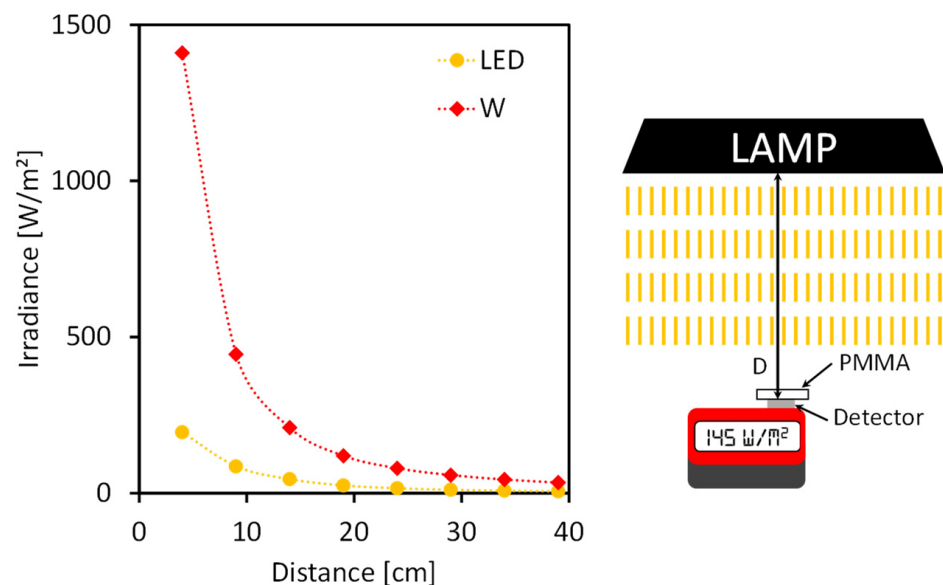 1500
1000
500
0
0 10 20 30 40
Irradiance [W/m²]
Distance [cm]
LED
W
LAMP
D
PMMA
Detector
145 W/m²